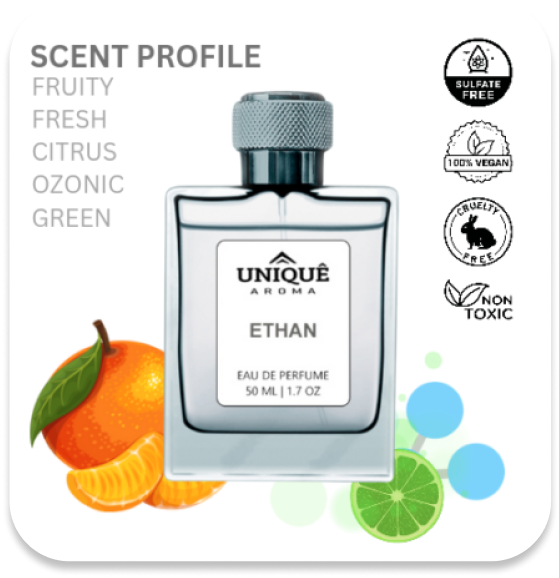 SCENT PROFILE
FRUITY
FRESH
CITRUS
OZONIC
GREEN
SULFATE
FREE
100% VEGAN
CRUELTY
FREE
NON
TOXIC
UNIQUÊ
AROMA
ETHAN
EAU DE PERFUME
50 ML | 1.7 OZ